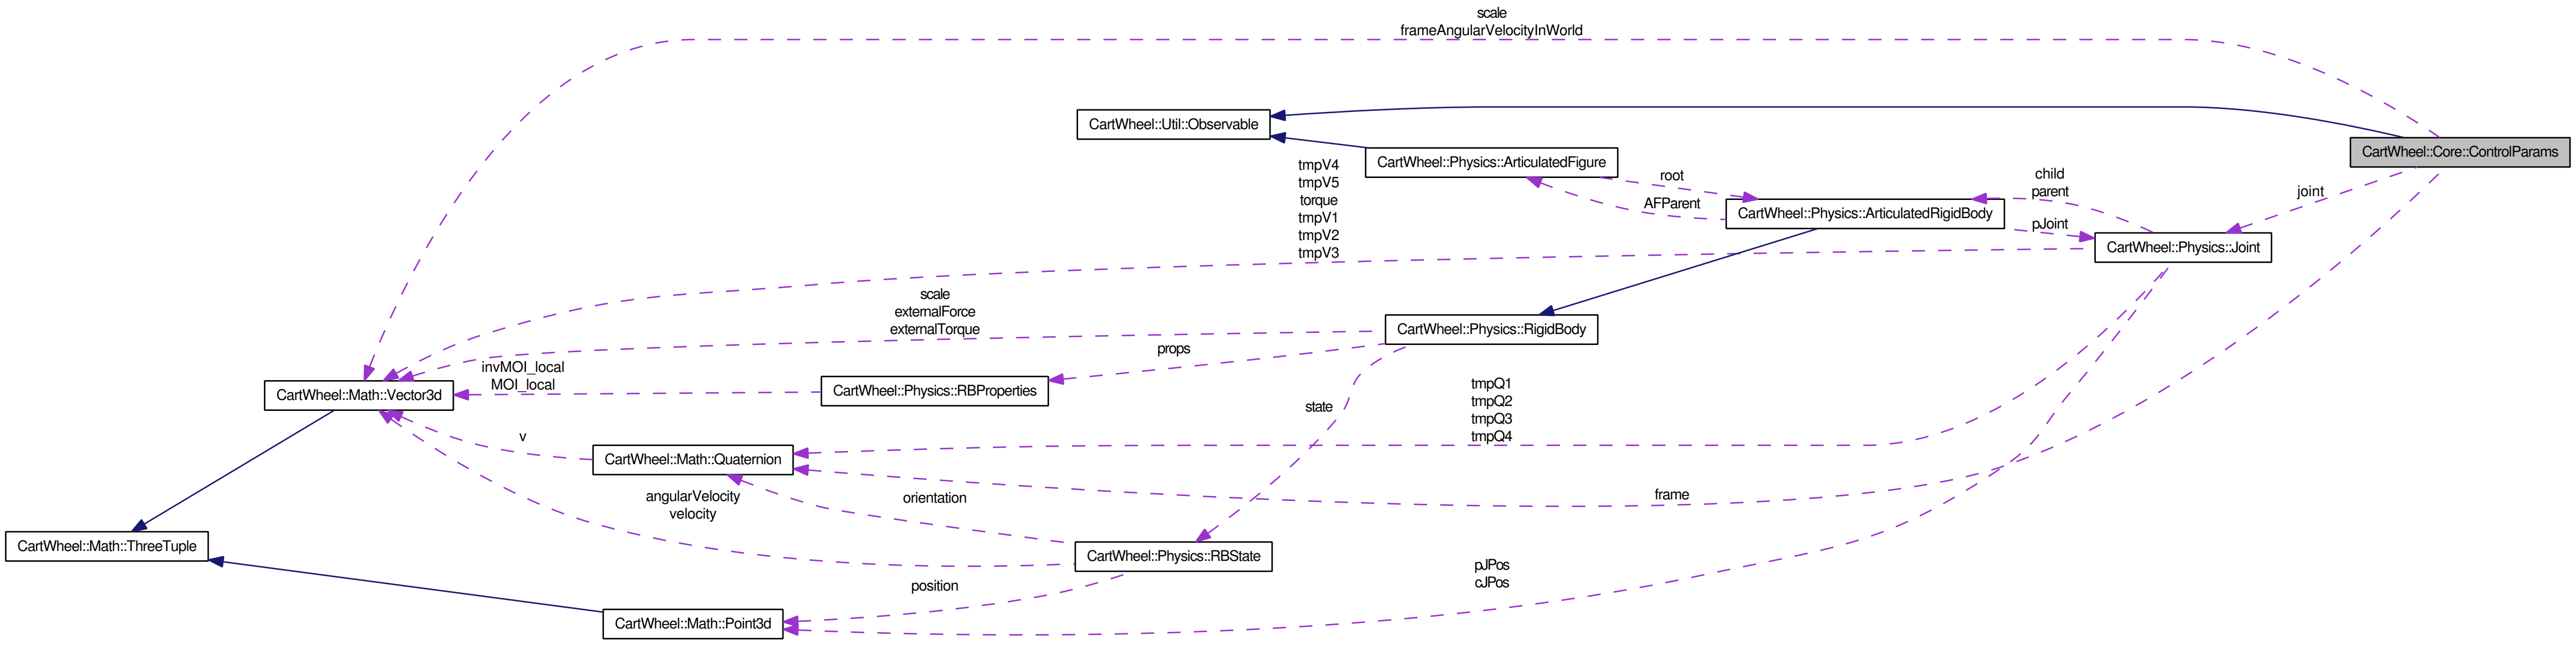 scale
frameAngularVelocityInWorld
CartWheel::Util::Observable
CartWheel::Core::ControlParams
CartWheel::Physics::ArticulatedFigure
tmpV4
tmpV5
torque
tmpV1
tmpV2
tmpV3
root
AFParent
child
parent
joint
CartWheel::Physics::ArticulatedRigidBody
pJoint
CartWheel::Physics::Joint
scale
externalForce
externalTorque
CartWheel::Physics::RigidBody
props
invMOI_local
MOI_local
CartWheel::Math::Vector3d
CartWheel::Physics::RBProperties
state
tmpQ1
tmpQ2
tmpQ3
tmpQ4
v
CartWheel::Math::Quaternion
angularVelocity
velocity
orientation
frame
CartWheel::Math::ThreeTuple
CartWheel::Physics::RBState
position
pJPos
cJPos
CartWheel::Math::Point3d